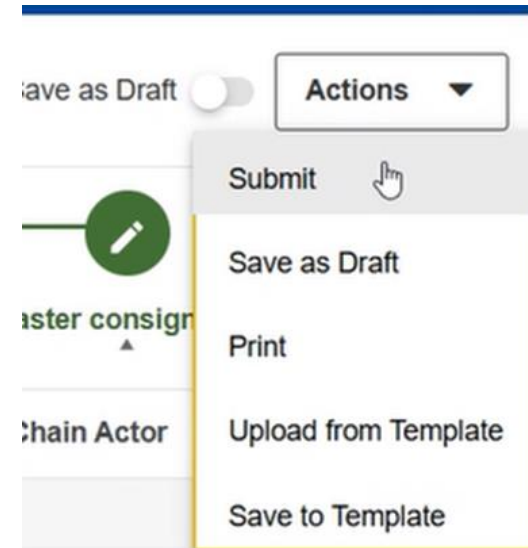 ave as Draft
Actions
Submit
Save as Draft
aster consign
Print
Chain Actor
Upload from Template
Save to Template